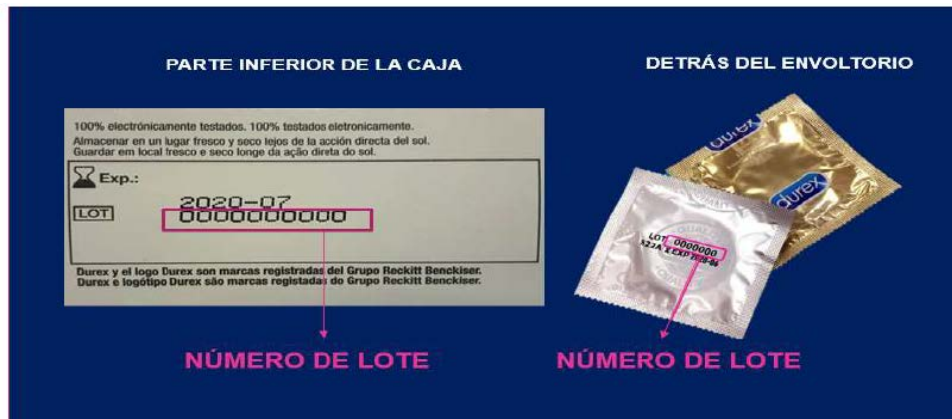 PARTE INFERIOR DE LA CAJA
DETRÁS DEL ENVOLTORIO
100% electrónicamente testados. 100% testados eletronicamente.
Almacenar en un lugar fresco y seco lejos de la acción directa del sol.
Guardar em local fresco e seco longe da ação direta do sol.
Exp.:
2020-07
LOT
0000000000
Durex y el logo Durex son marcas registradas del Grupo Reckitt Benckiser.
Durex e logótipo Durex são marcas registadas do Grupo Reckitt Benckiser.
durex
durex
LOT 0000000
NÚMERO DE LOTE
NÚMERO DE LOTE